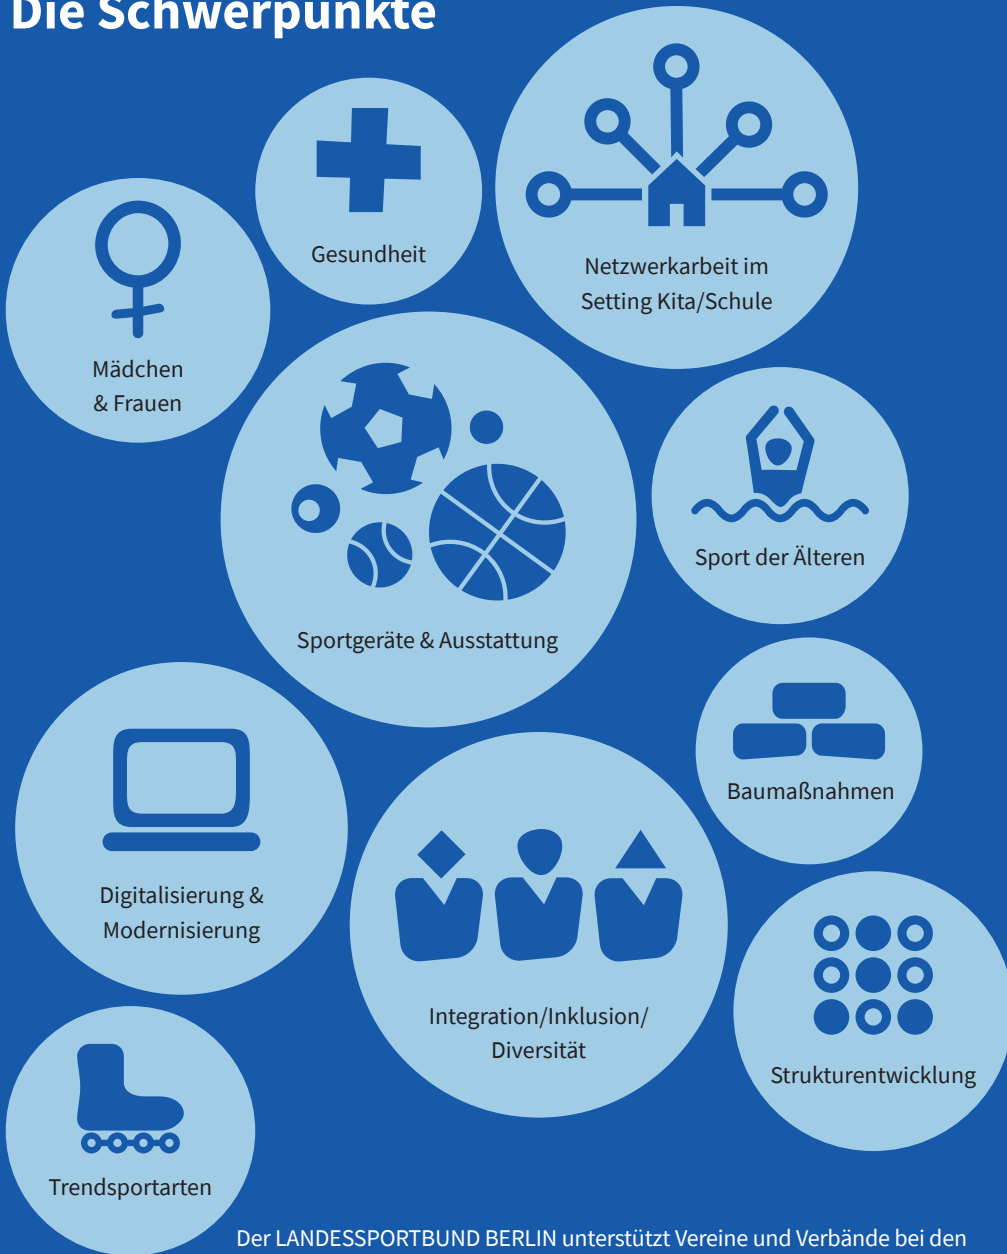 Die Schwerpunkte
Gesundheit
Netzwerkarbeit im
Setting Kita/Schule
Mädchen
& Frauen
Sport der Älteren
Sportgeräte & Ausstattung
Baumaßnahmen
Digitalisierung &
Modernisierung
Integration/Inklusion/
Diversität
Strukturentwicklung
Trendsportarten
Der LANDESSPORTBUND BERLIN unterstützt Vereine und Verbände bei den